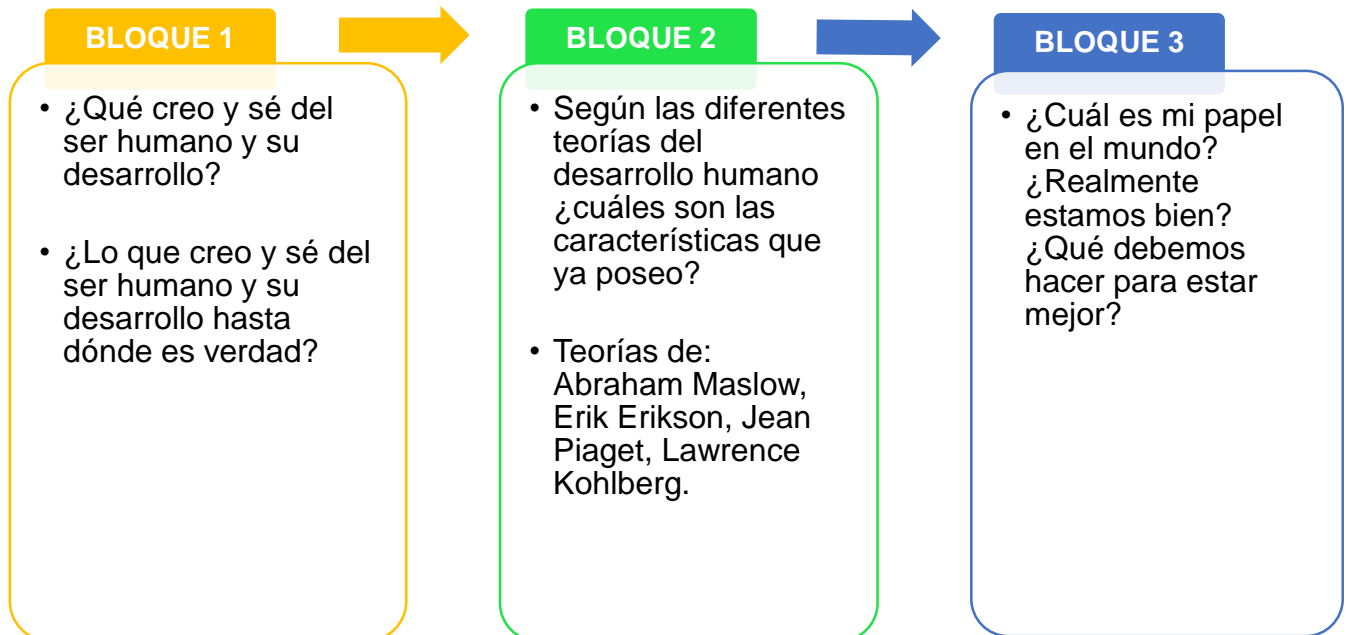 BLOQUE 1
• ¿Qué creo y sé del
ser humano y su
desarrollo?
• ¿Lo que creo y sé del
ser humano y su
desarrollo hasta
dónde es verdad?
BLOQUE 2
• Según las diferentes
teorías del
desarrollo humano
¿cuáles son las
características que
ya poseo?
• Teorías de:
Abraham Maslow,
Erik Erikson, Jean
Piaget, Lawrence
Kohlberg.
BLOQUE 3
• ¿Cuál es mi papel
en el mundo?
¿Realmente
estamos bien?
¿Qué debemos
hacer para estar
mejor?